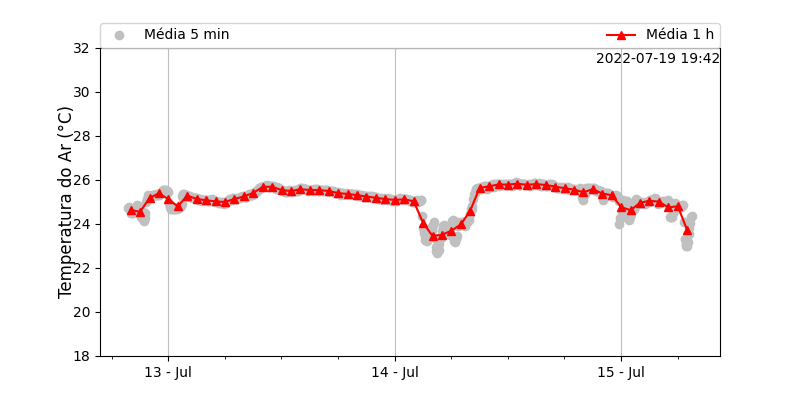 Média 5 min
Média 1 h
2022-07-19 19:42
Temperatura do Ar (°C)
32
30
28
26
24
22
20
18
13 - Jul
14 - Jul
15 - Jul